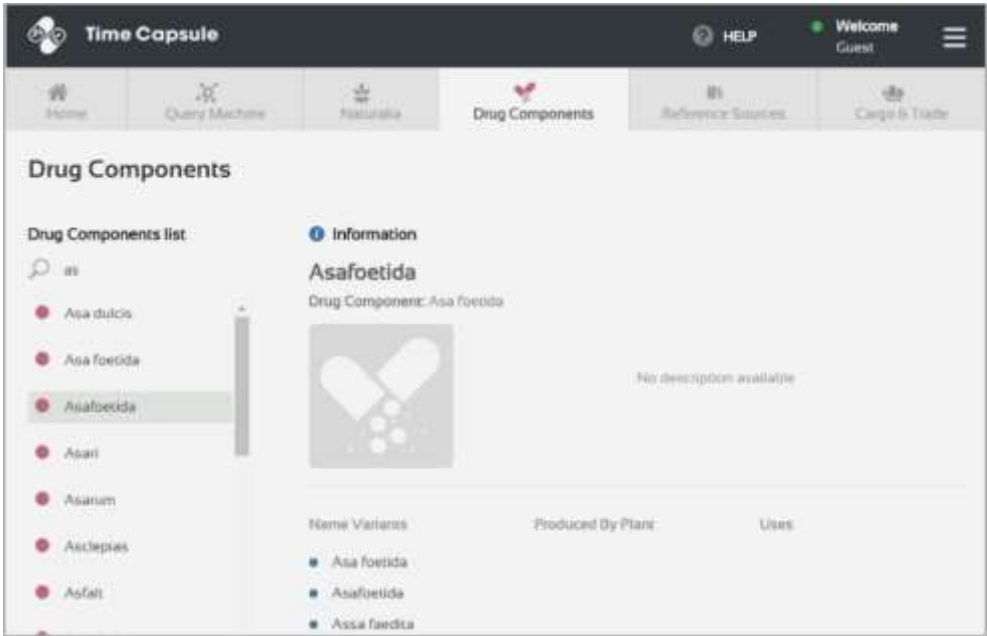 Time Capsule
HELP
Welcome
Guest
Home
Query Machine
Naturalia
Drug Components
Reference Sources
Cargo & Trade
Drug Components
Drug Components list
as
Asa dulcis
Asa foetida
Asafoetida
Asari
Asarum
Asclepias
Asfalt
Information
Asafoetida
Drug Component: Asa foetida
No description available
Name Variants
Produced By Plant
Uses
Asa foetida
Asafoetida
Assa faedita